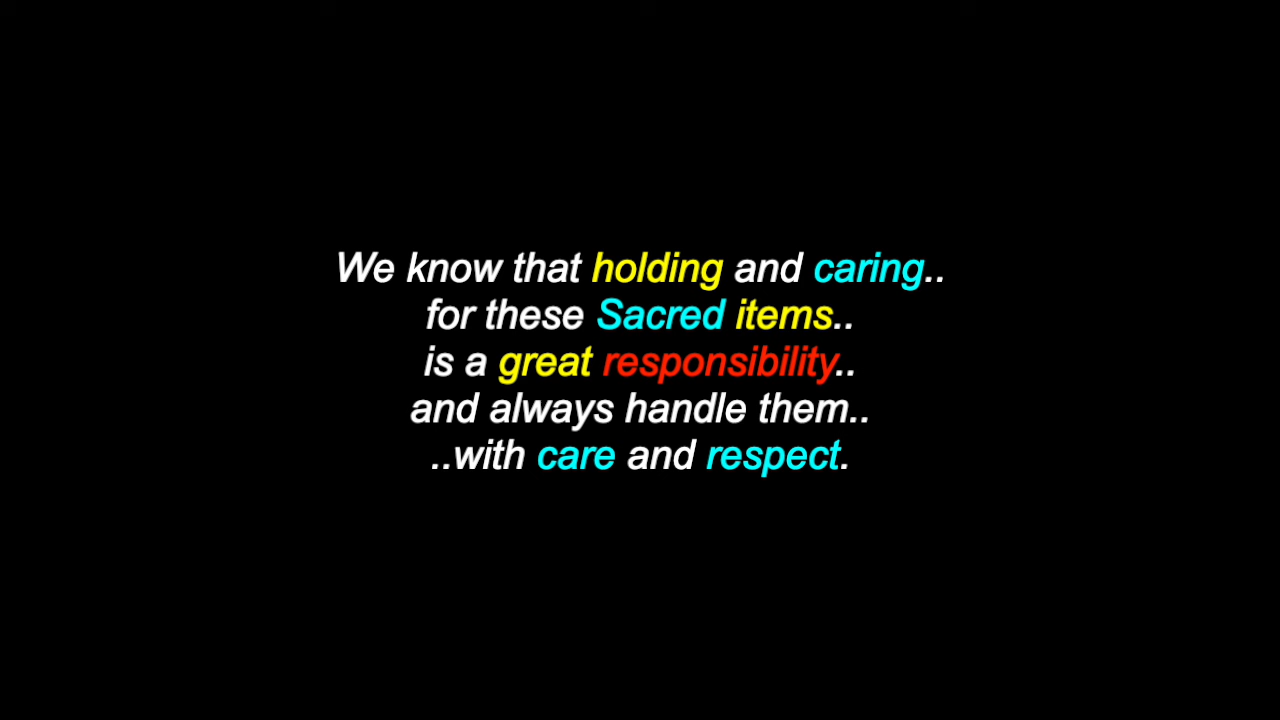 We know that holding and caring..
for these Sacred items..
is a great responsibility..
and always handle them..
..with care and respect.